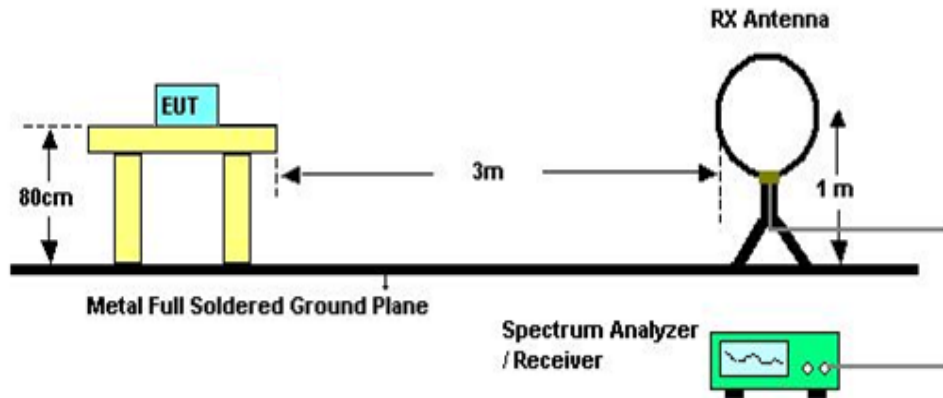 RX Antenna
EUT
3m
80cm
1 m
Metal Full Soldered Ground Plane
Spectrum Analyzer
/ Receiver